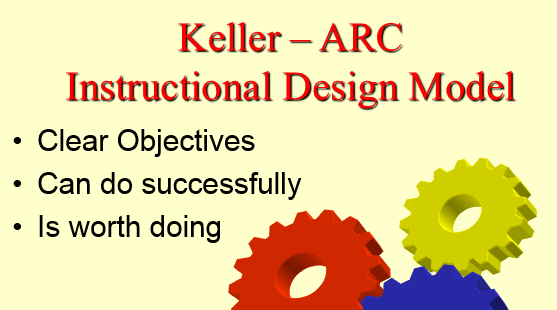 Keller – ARC
Instructional Design Model
• Clear Objectives
• Can do successfully
• Is worth doing